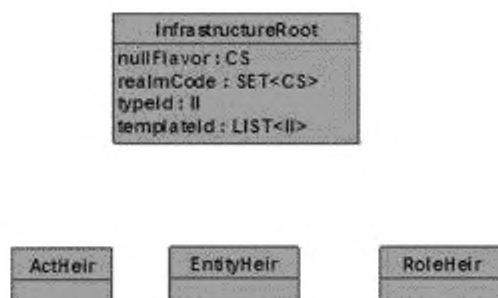 InfrastructureRoot
nullFlavor : CS
realmCode : SET<CS>
typeId : II
templateId : LIST<II>
ActHeir
EntityHeir
RoleHeir